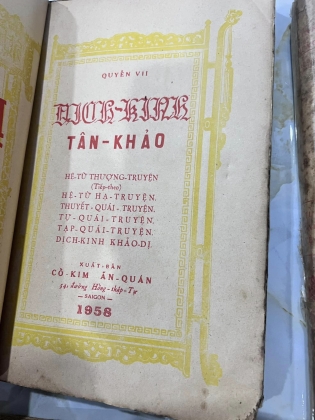 QUYỂN VII
DỊCH-KINH
TÂN-KHẢO
HỆ-TỪ THƯỢNG-TRUYỆN
(Tiếp-theo)
HỆ-TỪ HẠ-TRUYỆN.
THUYẾT-QUÁI-TRUYỆN.
TỰ-QUÁI-TRUYỆN.
TẠP-QUÁI-TRUYỆN.
DỊCH-KINH KHẢO-DỊ.
XUẤT-BẢN
CỔ-KIM ẤN-QUÁN
541 đường Hồng-thập-Tự
— SAIGON —
1958